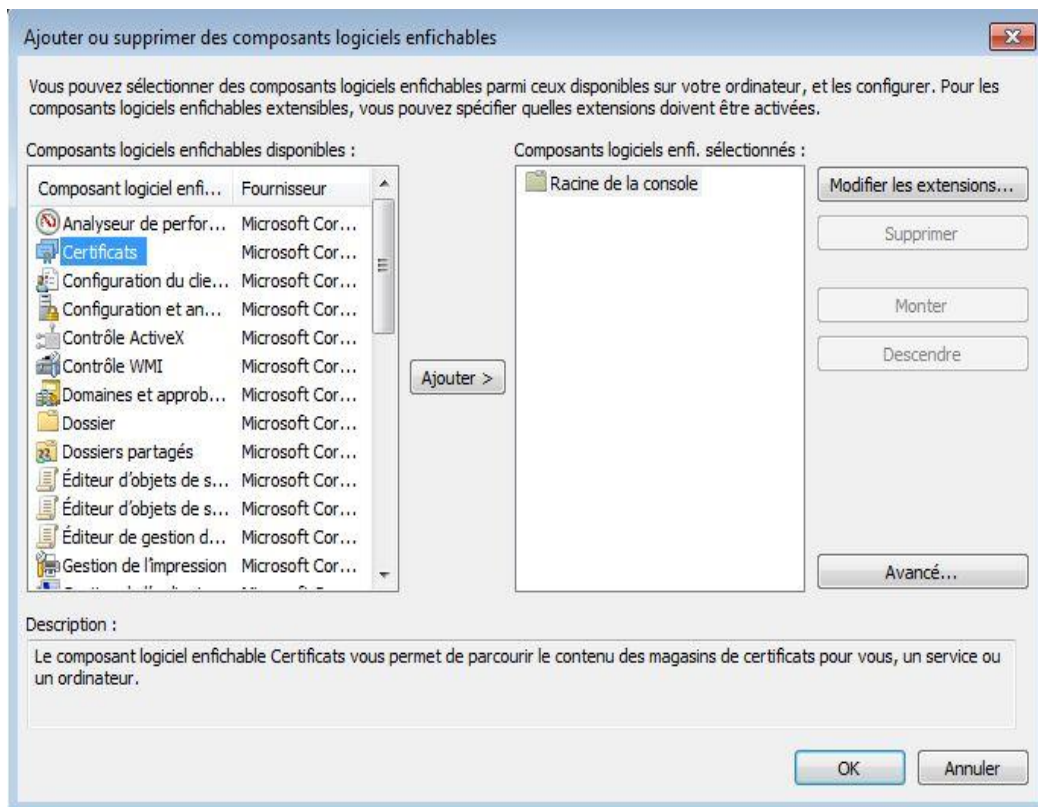 Ajouter ou supprimer des composants logiciels enfichables
Vous pouvez sélectionner des composants logiciels enfichables parmi ceux disponibles sur votre ordinateur, et les configurer. Pour les
composants logiciels enfichables extensibles, vous pouvez spécifier quelles extensions doivent être activées.
Composants logiciels enfichables disponibles :
Composant logiciel enfi... Fournisseur
Analyseur de perfor... Microsoft Cor...
Certificats Microsoft Cor...
Configuration du clie... Microsoft Cor...
Configuration et an... Microsoft Cor...
Contrôle ActiveX Microsoft Cor...
Contrôle WMI Microsoft Cor...
Domaines et approb... Microsoft Cor...
Dossier Microsoft Cor...
Dossiers partagés Microsoft Cor...
Éditeur d'objets de s... Microsoft Cor...
Éditeur d'objets de s... Microsoft Cor...
Éditeur de gestion d... Microsoft Cor...
Gestion de l'impression Microsoft Cor...
Ajouter >
Composants logiciels enfi. sélectionnés :
Racine de la console
Modifier les extensions...
Supprimer
Monter
Descendre
Avancé...
Description :
Le composant logiciel enfichable Certificats vous permet de parcourir le contenu des magasins de certificats pour vous, un service ou
un ordinateur.
OK Annuler